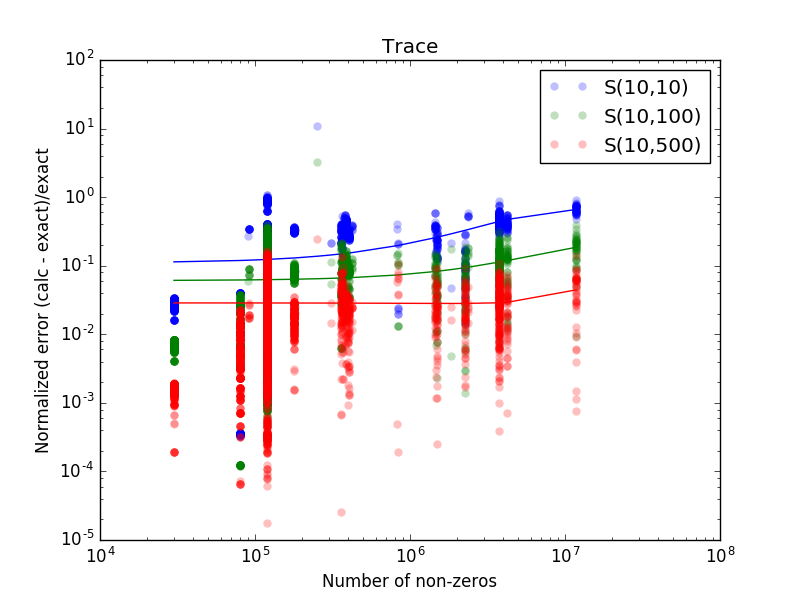 Trace
10^2
10^1
10^0
10^-1
10^-2
10^-3
10^-4
10^-5
Normalized error (calc - exact)/exact
S(10,10)
S(10,100)
S(10,500)
10^4 10^5 10^6 10^7 10^8
Number of non-zeros